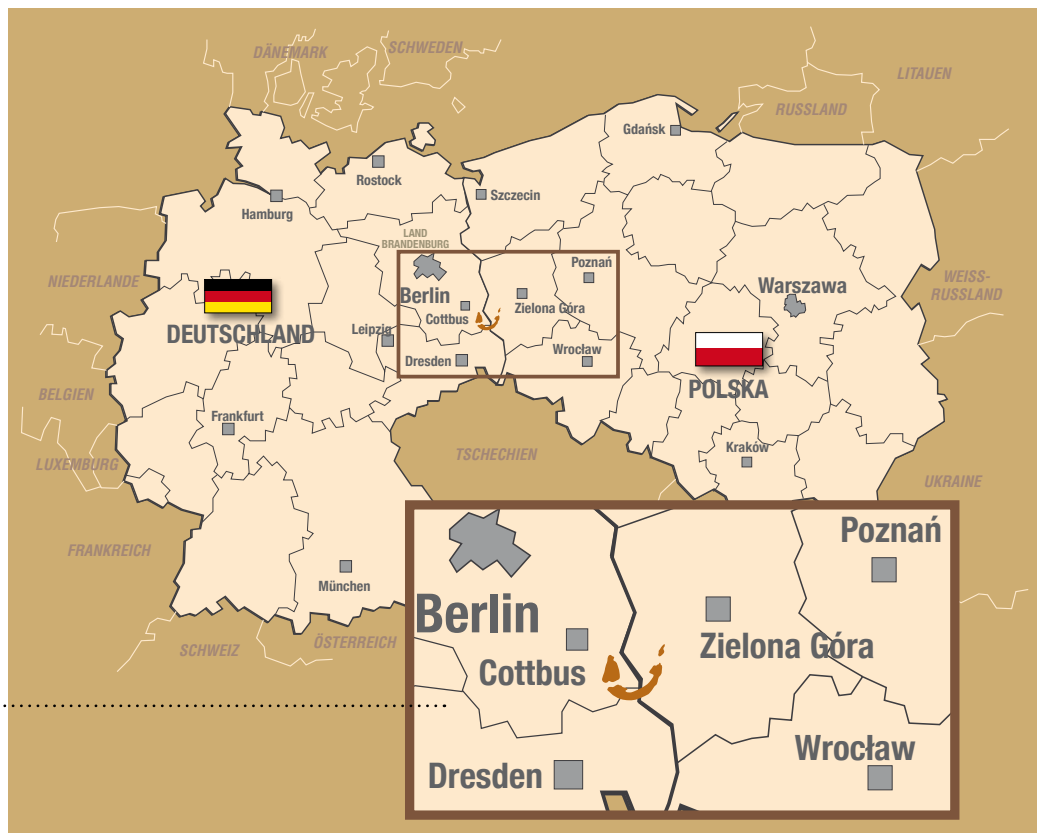 SCHWEDEN
DÄNEMARK
LITAUEN
RUSSLAND
Gdańsk
Rostock
Szczecin
Hamburg
LAND
BRANDENBURG
NIEDERLANDE
Poznań
WEISS-
RUSSLAND
Warszawa
Berlin
Zielona Góra
Cottbus
DEUTSCHLAND
Leipzig
Wrocław
Dresden
POLSKA
BELGIEN
Frankfurt
Kraków
TSCHECHIEN
LUXEMBURG
UKRAINE
FRANKREICH
München
ÖSTERREICH
SCHWEIZ
Poznań
Berlin
Zielona Góra
Cottbus
Wrocław
Dresden